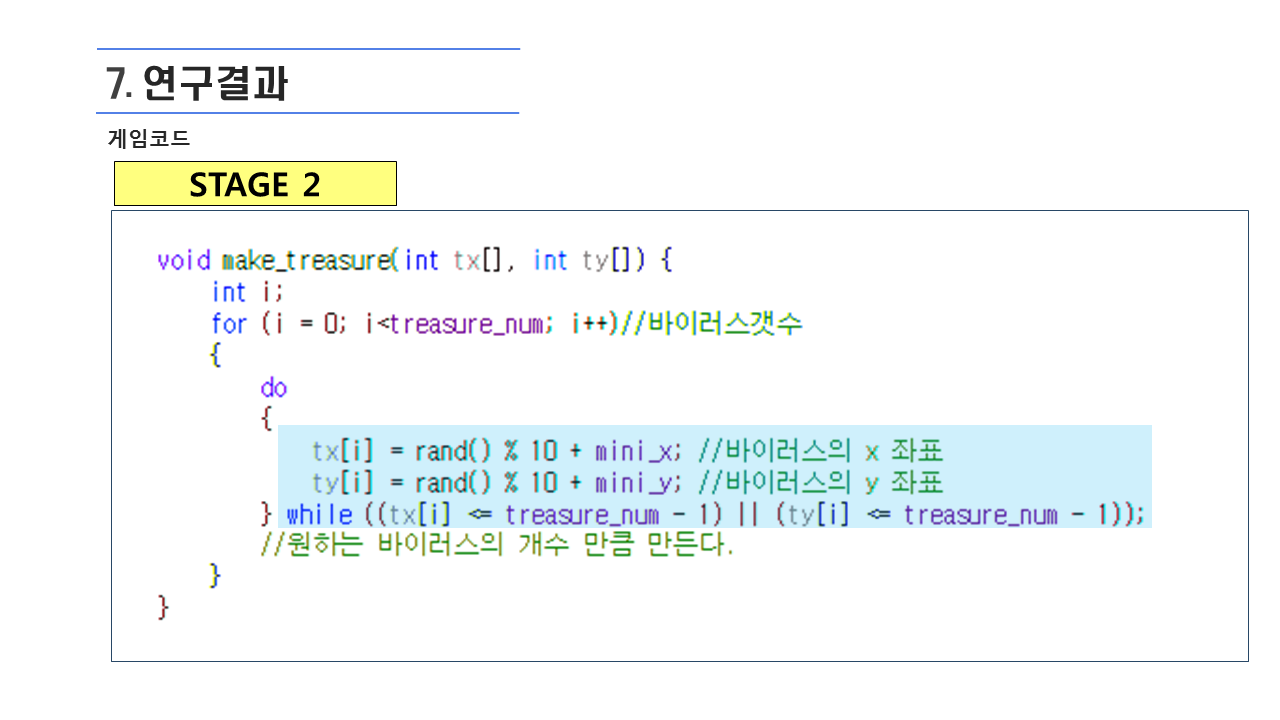 7. 연구결과
게임코드
STAGE 2
void make_treasure(int tx[], int ty[]) {
int i;
for (i = 0; i<treasure_num; i++)//바이러스갯수
{
do
{
tx[i] = rand() % 10 + mini_x; //바이러스의 x 좌표
ty[i] = rand() % 10 + mini_y; //바이러스의 y 좌표
} while ((tx[i] <= treasure_num - 1) || (ty[i] <= treasure_num - 1));
//원하는 바이러스의 개수 만큼 만든다.
}
}